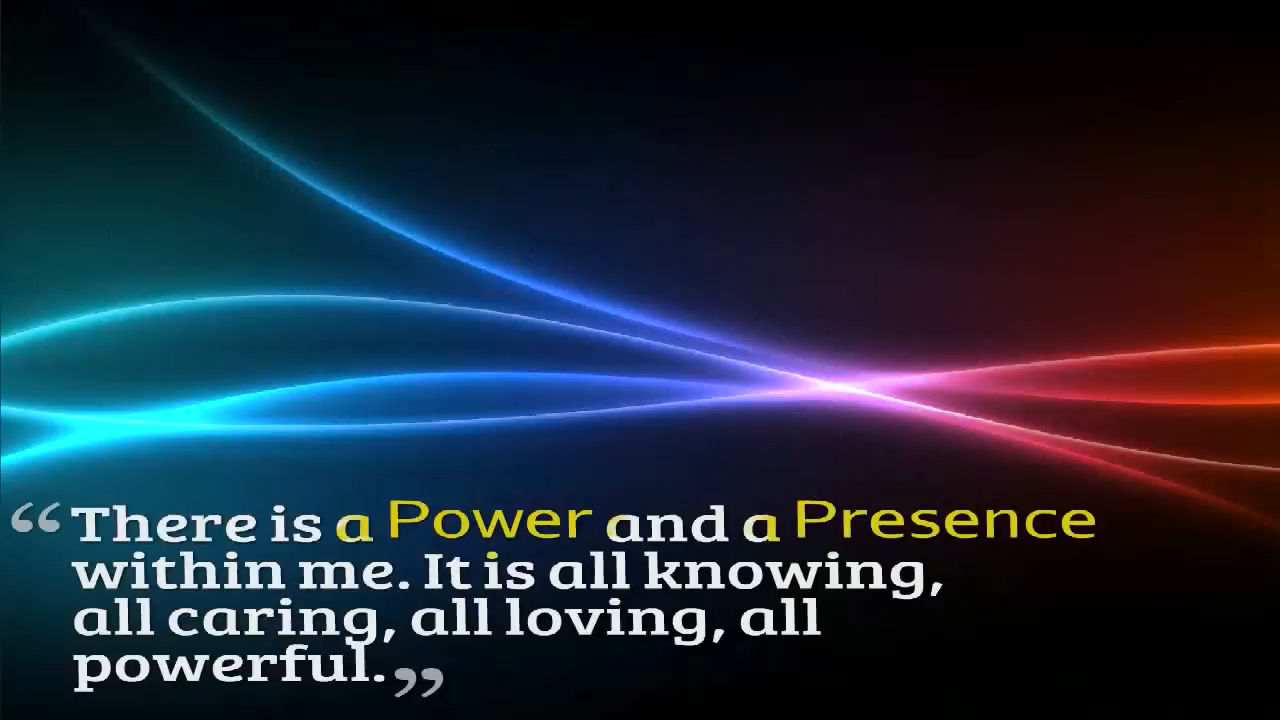 “There is a Power and a Presence
within me. It is all knowing,
all caring, all loving, all
powerful.”